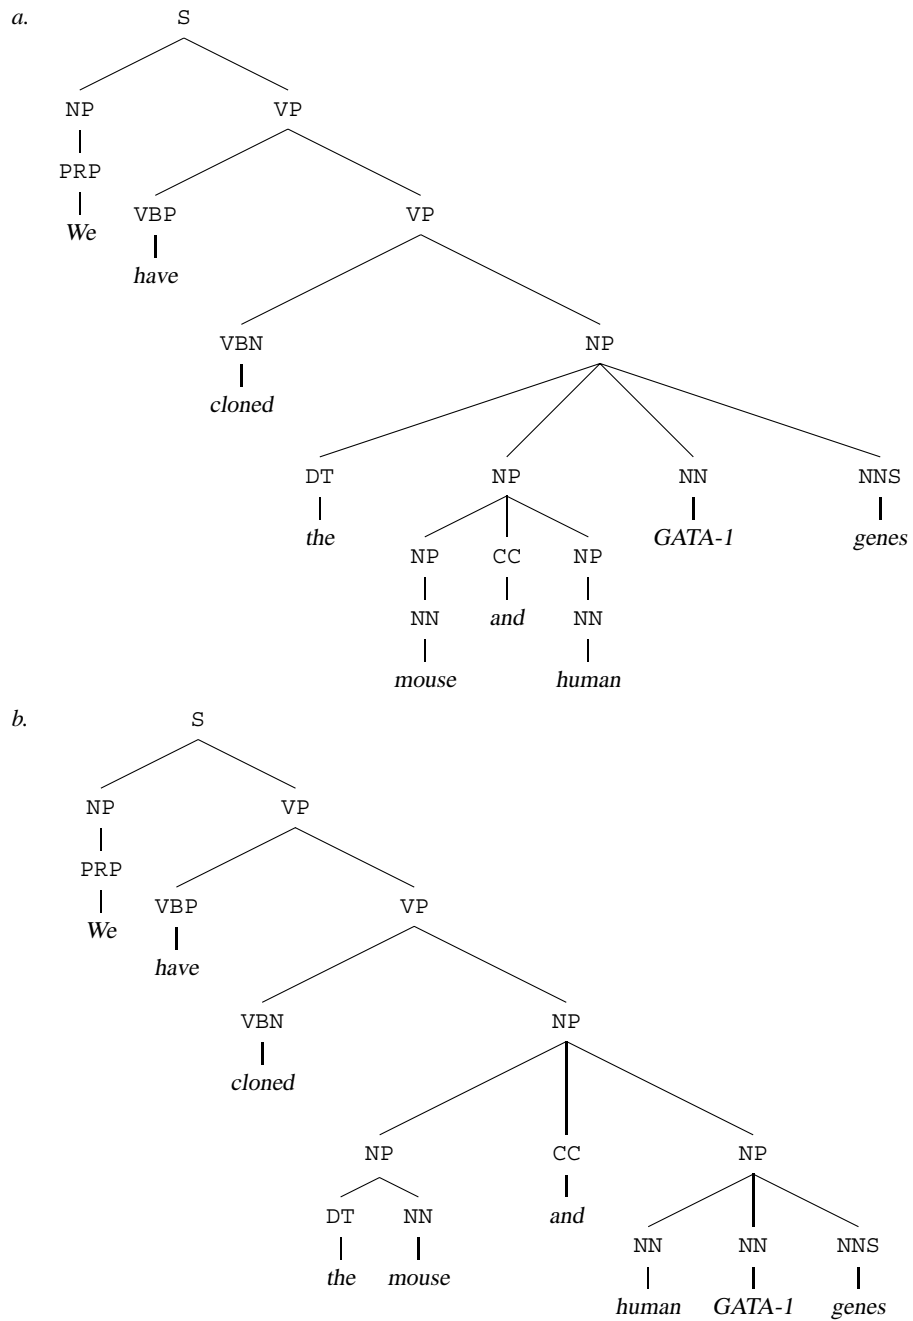 a.
S
NP VP
PRP
We
VBP VP
have
VBN NP
cloned
DT NP NN NNS
the GATA-1 genes
NP CC NP
NN and NN
mouse human
b.
S
NP VP
PRP
We
VBP VP
have
VBN NP
cloned
NP CC NP
DT NN and
the mouse
NN NN NNS
human GATA-1 genes